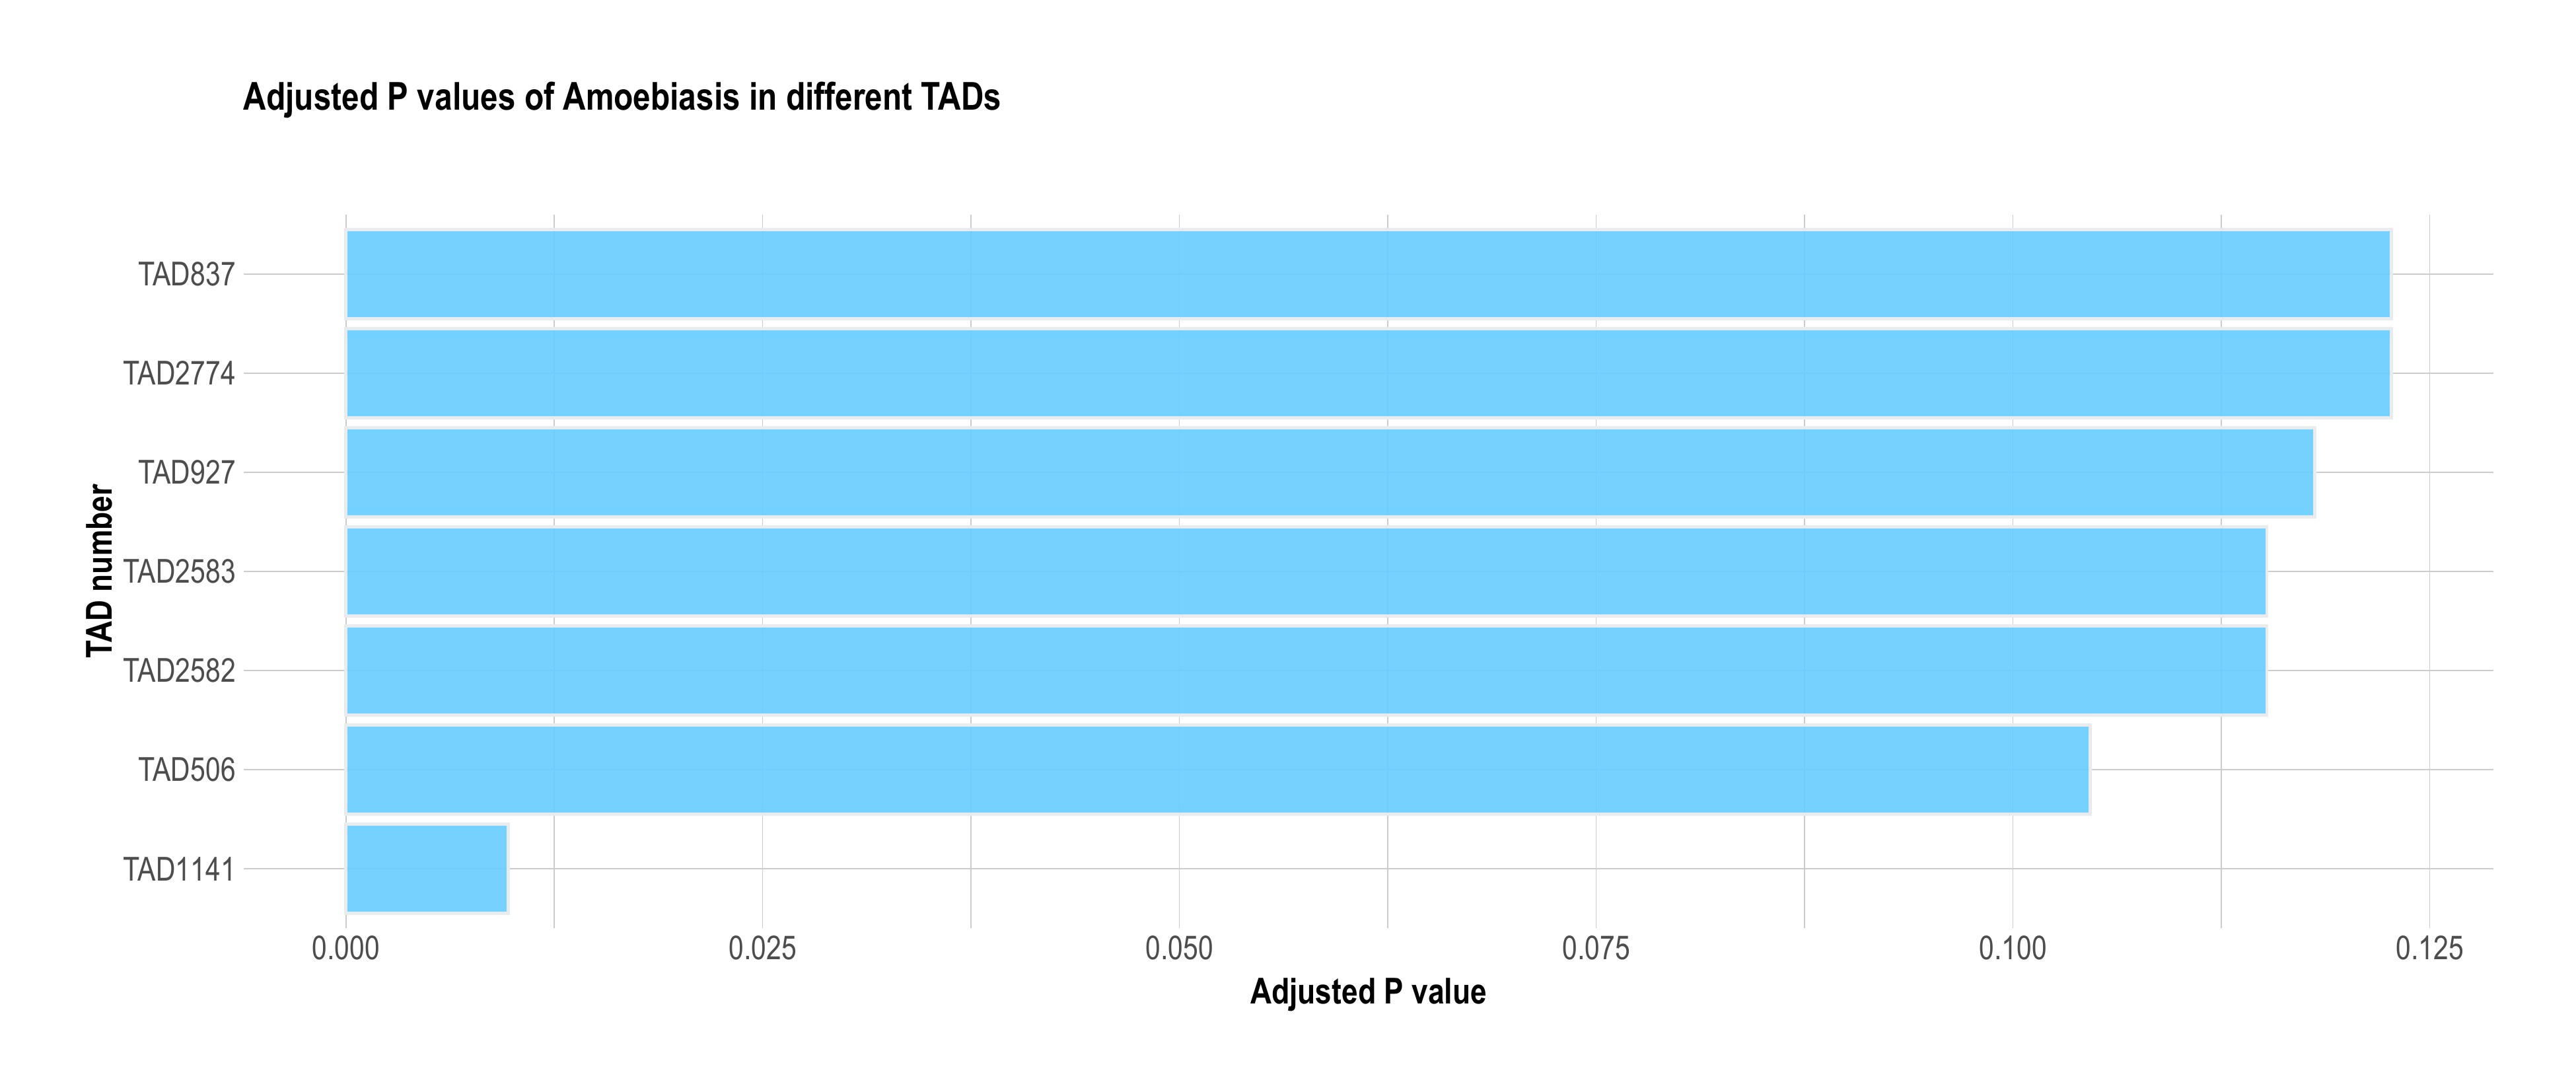 Adjusted P values of Amoebiasis in different TADs
TAD number
TAD837
TAD2774
TAD927
TAD2583
TAD2582
TAD506
TAD1141
0.000 0.025 0.050 0.075 0.100 0.125
Adjusted P value